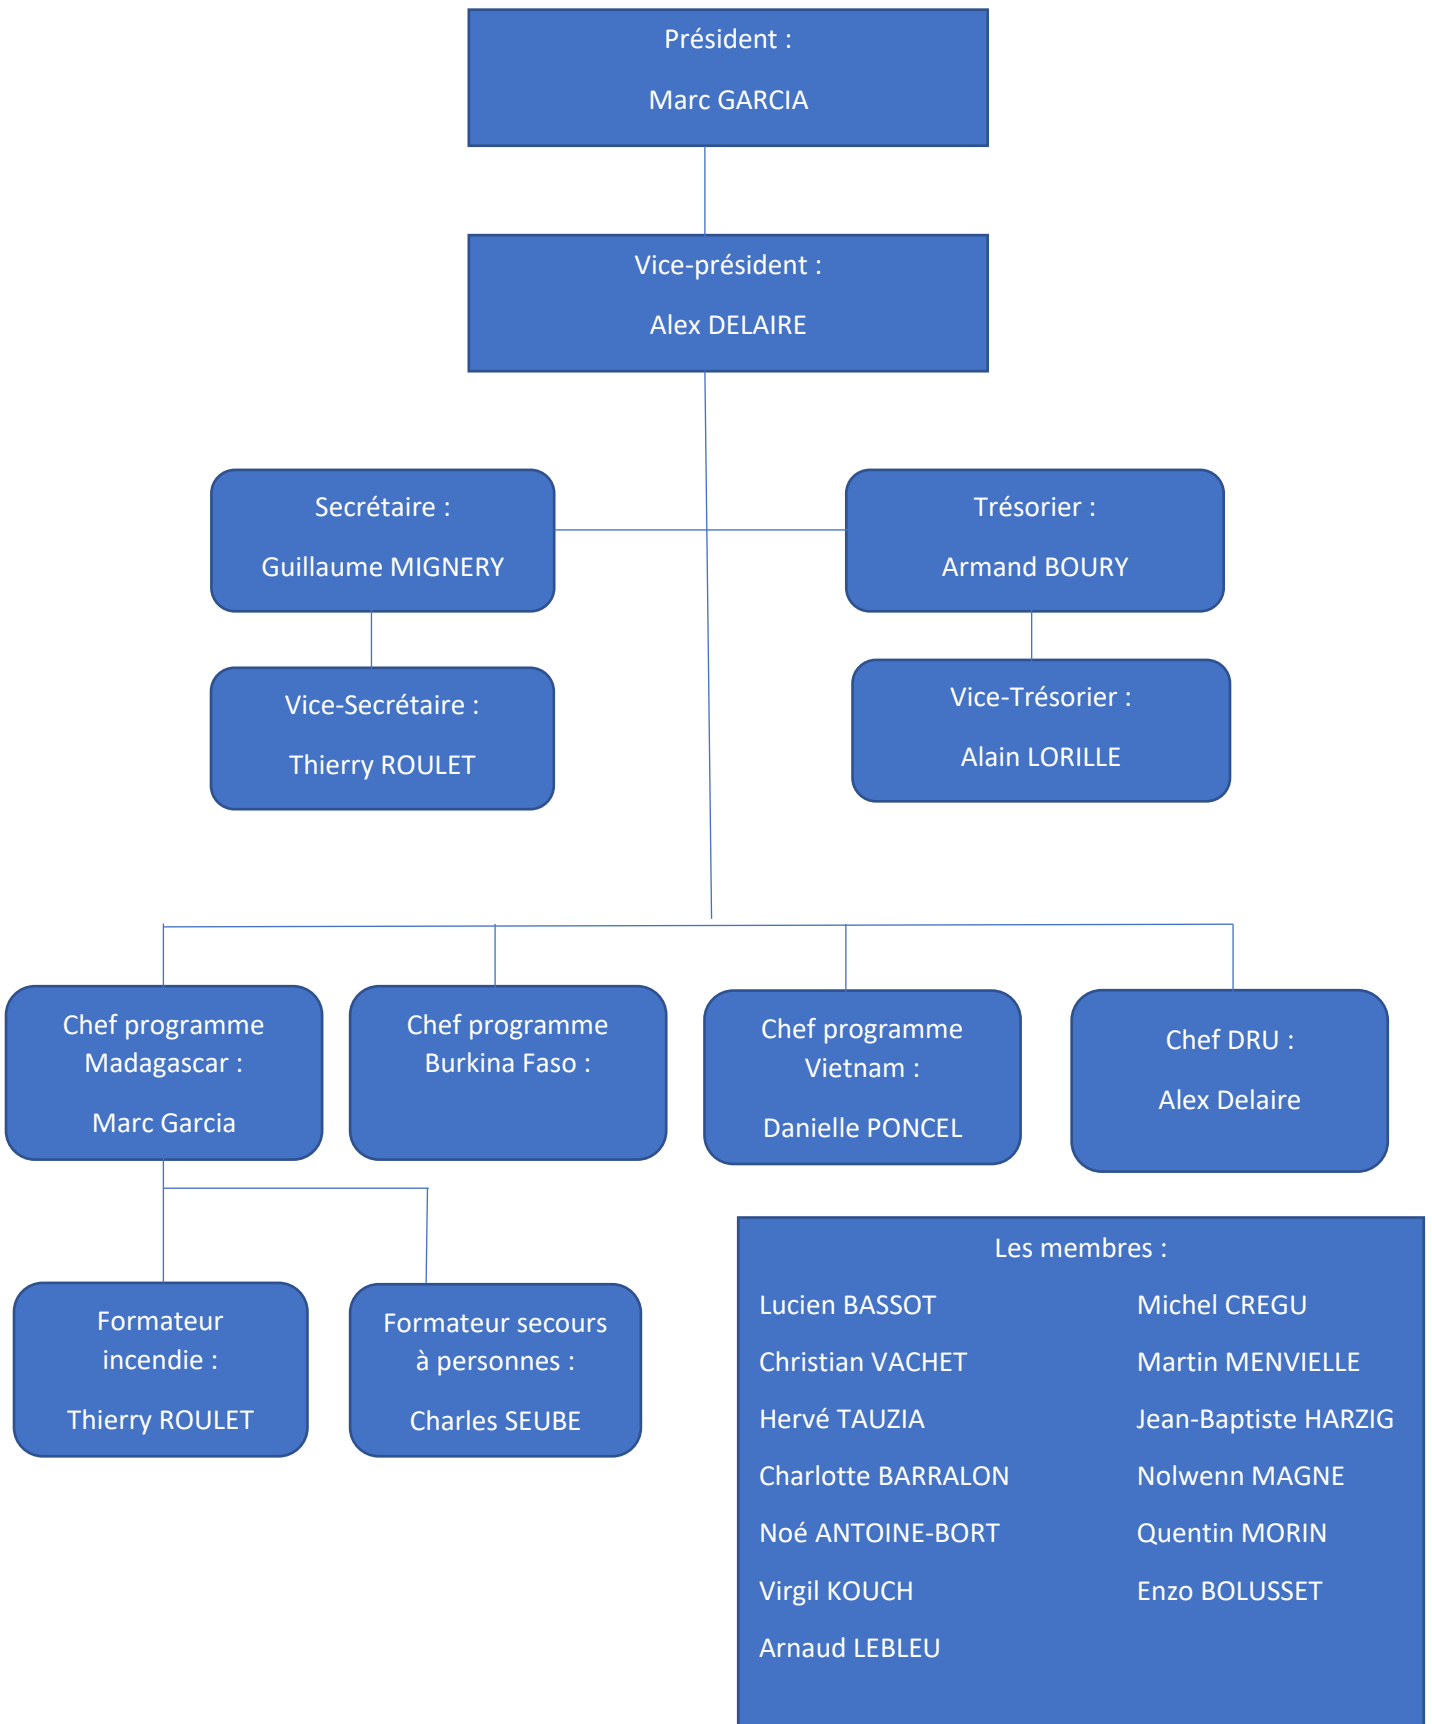 Président :
Marc GARCIA
Vice-président :
Alex DELAIRE
Secrétaire :
Guillaume MIGNERY
Trésorier :
Armand BOURY
Vice-Secrétaire :
Thierry ROULET
Vice-Trésorier :
Alain LORILLE
Chef programme
Madagascar :
Marc Garcia
Chef programme
Burkina Faso :
Chef programme
Vietnam :
Danielle PONCEL
Chef DRU :
Alex Delaire
Formateur
incendie :
Thierry ROULET
Formateur secours
à personnes :
Charles SEUBE
Les membres :
Lucien BASSOT
Christian VACHET
Hervé TAUZIA
Charlotte BARRALON
Noé ANTOINE-BORT
Virgil KOUCH
Arnaud LEBLEU
Michel CREGU
Martin MENVIELLE
Jean-Baptiste HARZIG
Nolwenn MAGNE
Quentin MORIN
Enzo BOLUSSET